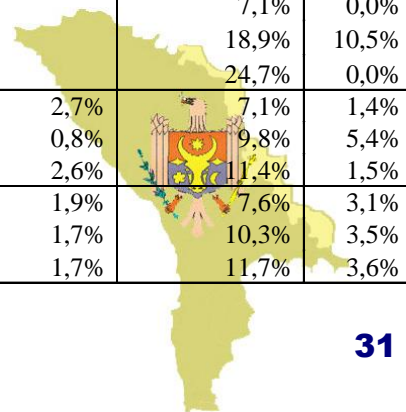 7,1% 0,0%
18,9% 10,5%
24,7% 0,0%
2,7% 7,1% 1,4%
0,8% 9,8% 5,4%
2,6% 11,4% 1,5%
1,9% 7,6% 3,1%
1,7% 10,3% 3,5%
1,7% 11,7% 3,6%
31